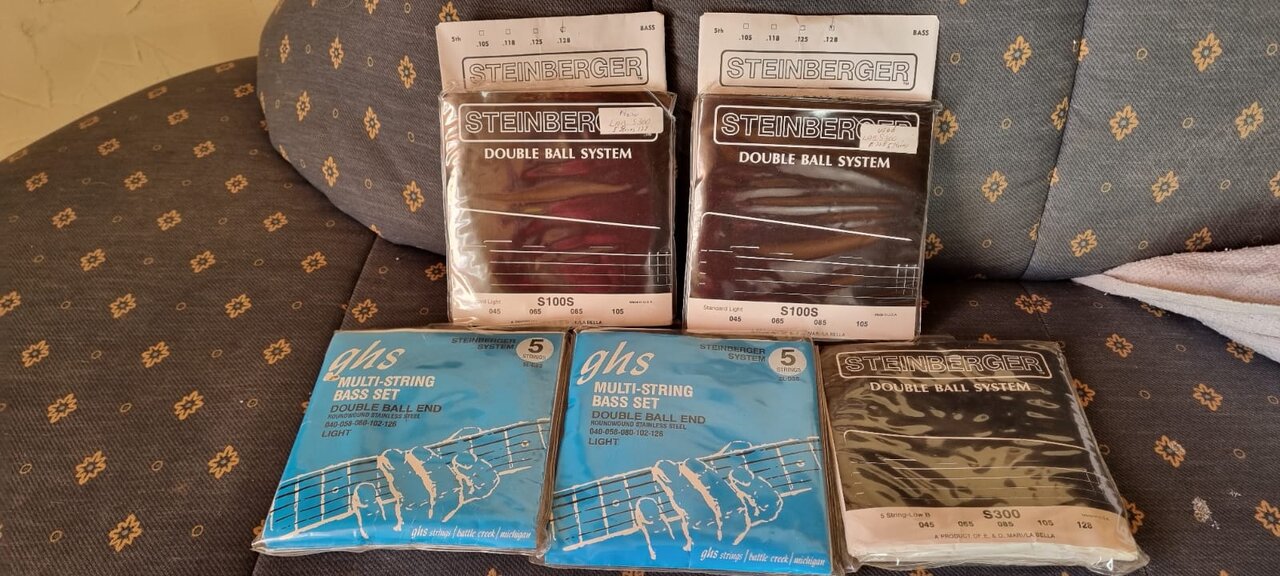 5th .105 .118 .125 .128 BASS
STEINBERGER
STEINBER
DOUBLE BALL SYSTEM
S100S
045 065 085 105
5th .105 .118 .125 .128 BASS
STEINBERGER
STEINBERGER
used
DOUBLE BALL SYSTEM
Standard Light S100S
045 065 085 105
ghs
STEINBERGER
SYSTEM
5
STRINGS
MULTI-STRING
BASS SET
DOUBLE BALL END
ROUNDWOUND STAINLESS STEEL
040-058-080-102-126
LIGHT
ghs strings / battle creek / michigan
ghs
STEINBERGER
SYSTEM
5
STRINGS
MULTI-STRING
BASS SET
DOUBLE BALL END
ROUNDWOUND STAINLESS STEEL
040-058-080-102-126
LIGHT
ghs strings / battle creek / michigan
STEINBERGER
DOUBLE BALL SYSTEM
5 String-Low B S300
045 065 085 105 128
A PRODUCT OF E. & O. MARI/LA BELLA